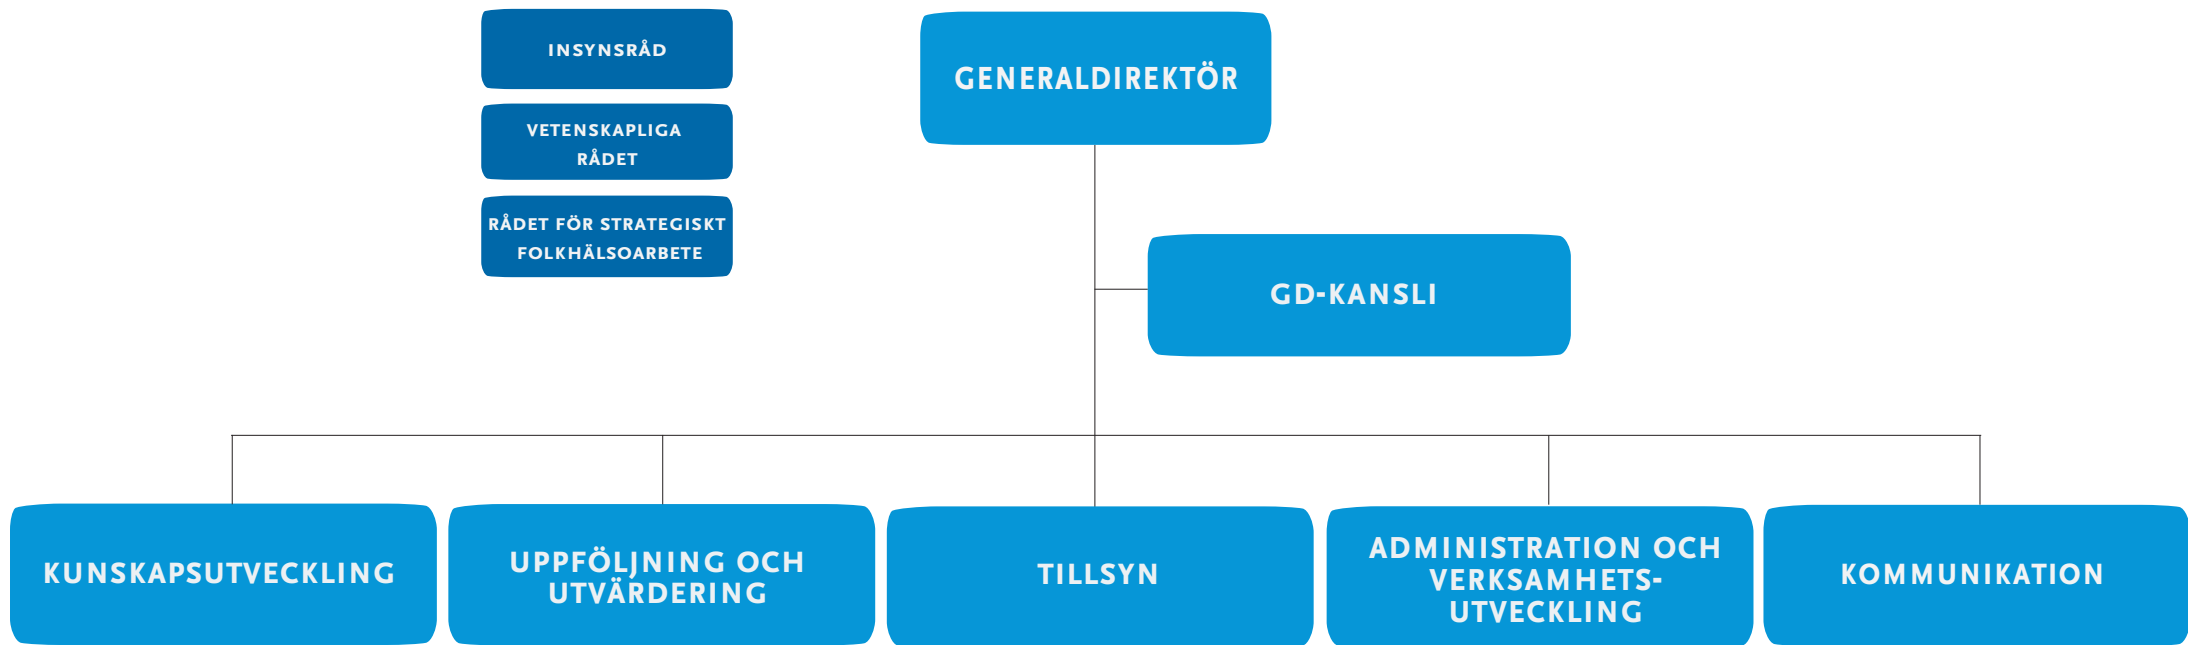 INSYNSRÅD
VETENSKAPLIGA
RÅDET
RÅDET FÖR STRATEGISKT
FOLKHÄLSOARBETE
GENERALDIREKTÖR
GD-KANSLI
KUNSKAPSUTVECKLING
UPPFÖLJNING OCH
UTVÄRDERING
TILLSYN
ADMINISTRATION OCH
VERKSAMHETS-
UTVECKLING
KOMMUNIKATION